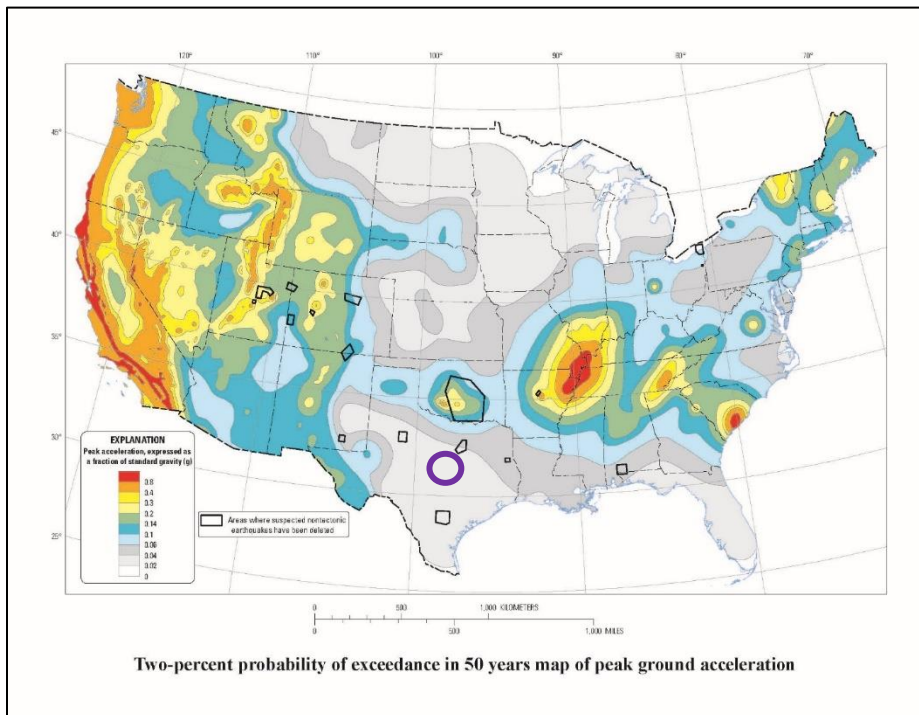 120°
110°
100°
90°
80°
70°
45°
40°
35°
30°
25°
EXPLANATION
Peak acceleration, expressed as
a fraction of standard gravity (g)
0.8
0.4
0.3
0.2
0.14
0.1
0.06
0.04
0.02
0
Areas where suspected nontectonic
earthquakes have been deleted
0 500 1,000 KILOMETERS
0 500 1,000 MILES
Two-percent probability of exceedance in 50 years map of peak ground acceleration